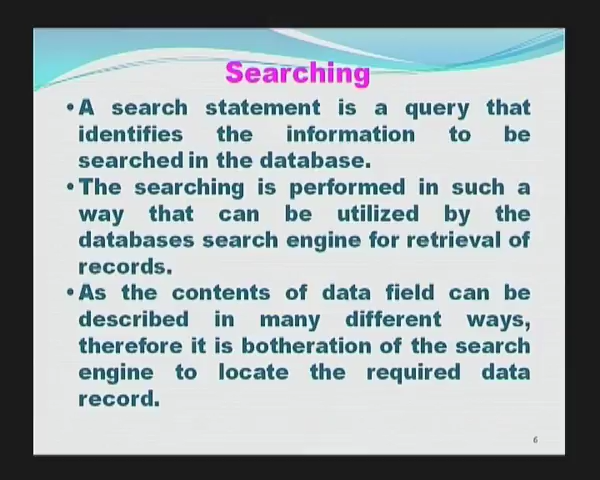 Searching
•A search statement is a query that
identifies the information to be
searched in the database.
•The searching is performed in such a
way that can be utilized by the
databases search engine for retrieval of
records.
•As the contents of data field can be
described in many different ways,
therefore it is botheration of the search
engine to locate the required data
record.
6